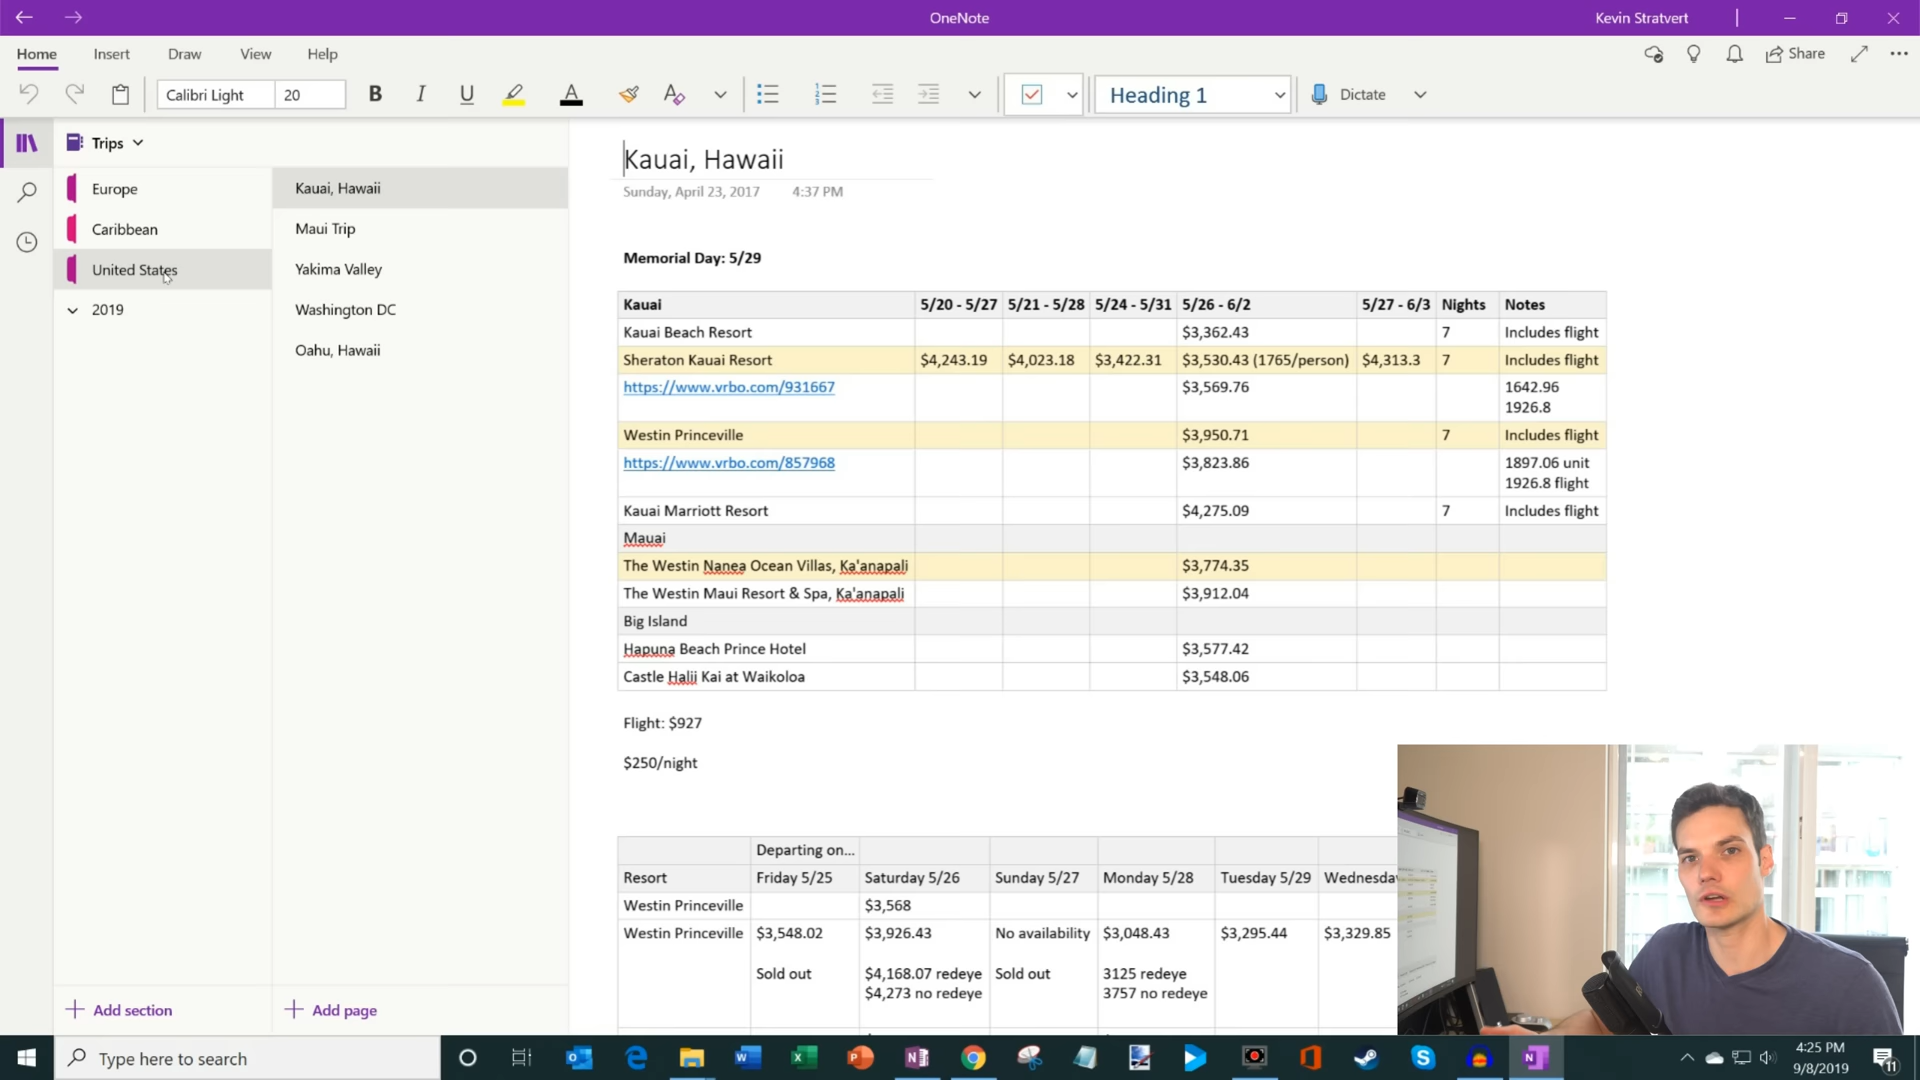 OneNote
Kevin Stratvert
Home Insert Draw View Help
Share
Calibri Light 20 B I U A
Heading 1
Dictate
Trips
Europe
Caribbean
United States
2019
Add section
Kauai, Hawaii
Maui Trip
Yakima Valley
Washington DC
Oahu, Hawaii
Add page
Kauai, Hawaii
Sunday, April 23, 2017 4:37 PM
Memorial Day: 5/29
Kauai 5/20 - 5/27 5/21 - 5/28 5/24 - 5/31 5/26 - 6/2 5/27 - 6/3 Nights Notes
Kauai Beach Resort $3,362.43 7 Includes flight
Sheraton Kauai Resort $4,243.19 $4,023.18 $3,422.31 $3,530.43 (1765/person) $4,313.3 7 Includes flight
https://www.vrbo.com/931667 $3,569.76 1642.96
1926.8
Westin Princeville $3,950.71 7 Includes flight
https://www.vrbo.com/857968 $3,823.86 1897.06 unit
1926.8 flight
Kauai Marriott Resort $4,275.09 7 Includes flight
Mauai
The Westin Nanea Ocean Villas, Ka'anapali $3,774.35
The Westin Maui Resort & Spa, Ka'anapali $3,912.04
Big Island
Hapuna Beach Prince Hotel $3,577.42
Castle Halii Kai at Waikoloa $3,548.06
Flight: $927
$250/night
Departing on...
Resort Friday 5/25 Saturday 5/26 Sunday 5/27 Monday 5/28 Tuesday 5/29 Wednesda
Westin Princeville $3,568
Westin Princeville $3,548.02 $3,926.43 No availability $3,048.43 $3,295.44 $3,329.85
Sold out $4,168.07 redeye Sold out 3125 redeye
$4,273 no redeye 3757 no redeye
Type here to search
4:25 PM
9/8/2019
11